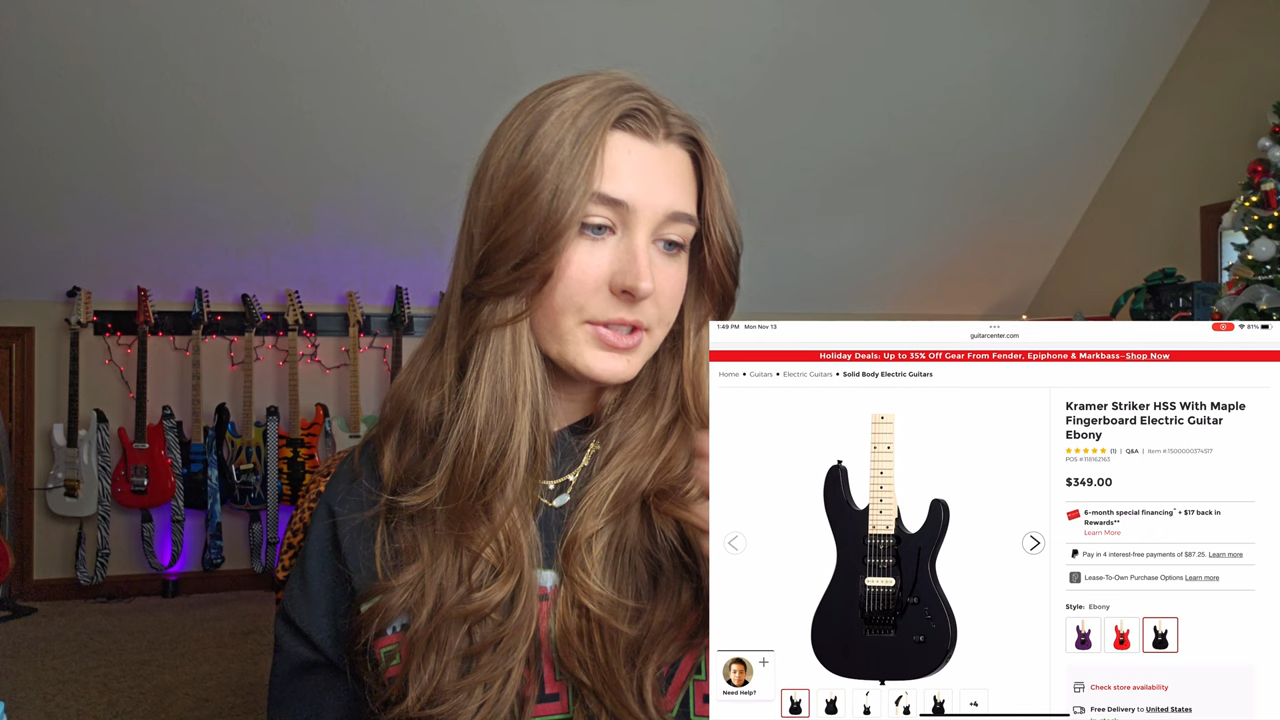 1:49 PM Mon Nov 13
81%
guitarcenter.com
Holiday Deals: Up to 35% Off Gear From Fender, Epiphone & Markbass—Shop Now
Home • Guitars • Electric Guitars • Solid Body Electric Guitars
Kramer Striker HSS With Maple
Fingerboard Electric Guitar
Ebony
(1) | Q&A | Item #:1500000374517
POS #:118162163
$349.00
6-month special financing^ + $17 back in
Rewards**
Learn More
Pay in 4 interest-free payments of $87.25. Learn more
Lease-To-Own Purchase Options Learn more
Style: Ebony
Need Help?
+4
Check store availability
Free Delivery to United States